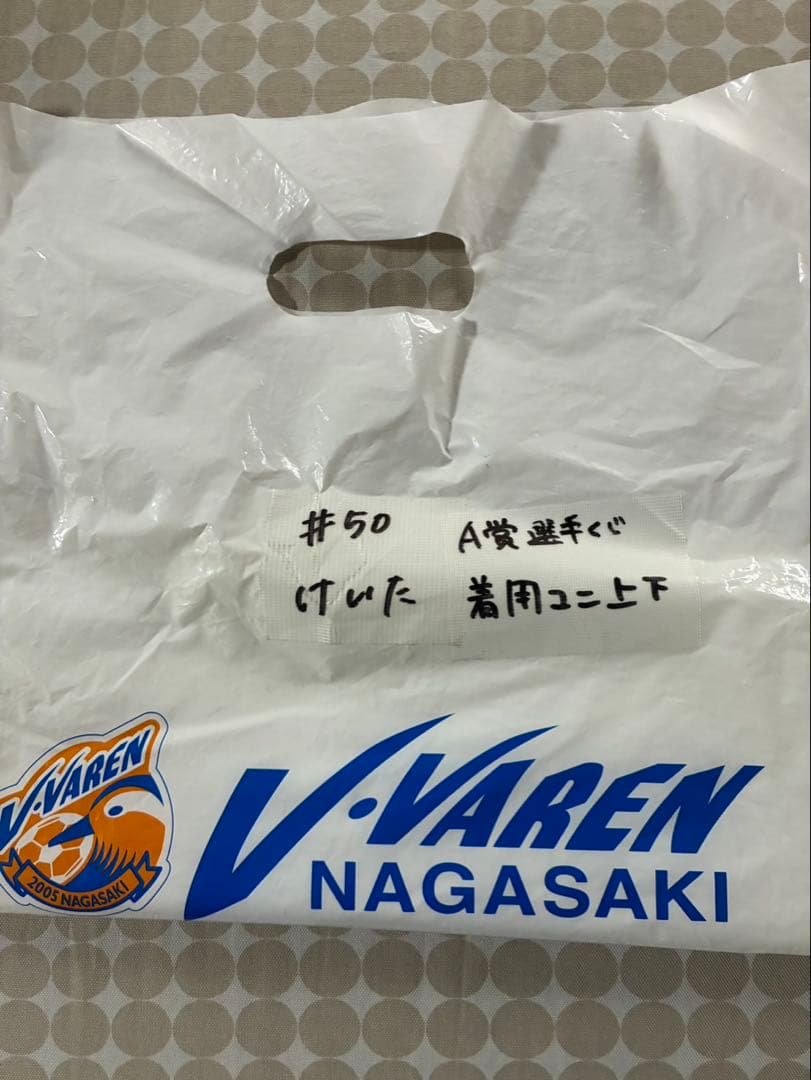 #50 A賞選手くじ
けいた 着用ユニ上下
V・VAREN
2005 NAGASAKI
V・VAREN
NAGASAKI